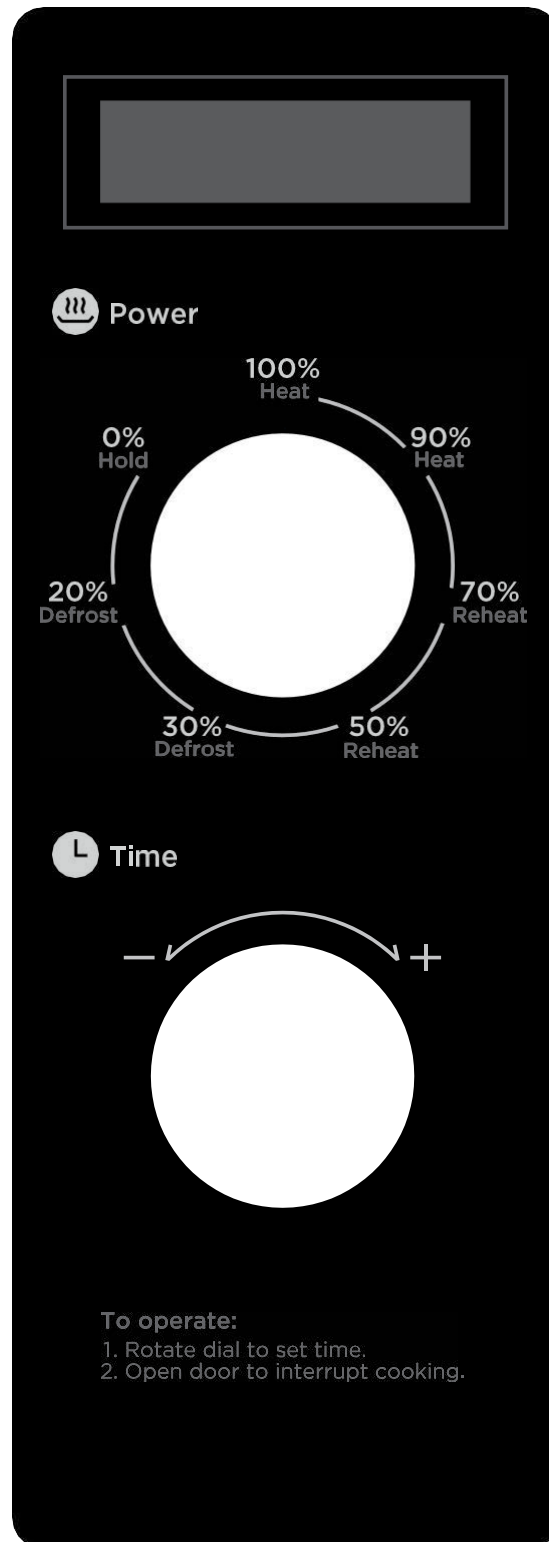 Power
100%
Heat
0%
Hold
90%
Heat
20%
Defrost
70%
Reheat
30%
Defrost
50%
Reheat
Time
− +
To operate:
1. Rotate dial to set time.
2. Open door to interrupt cooking.